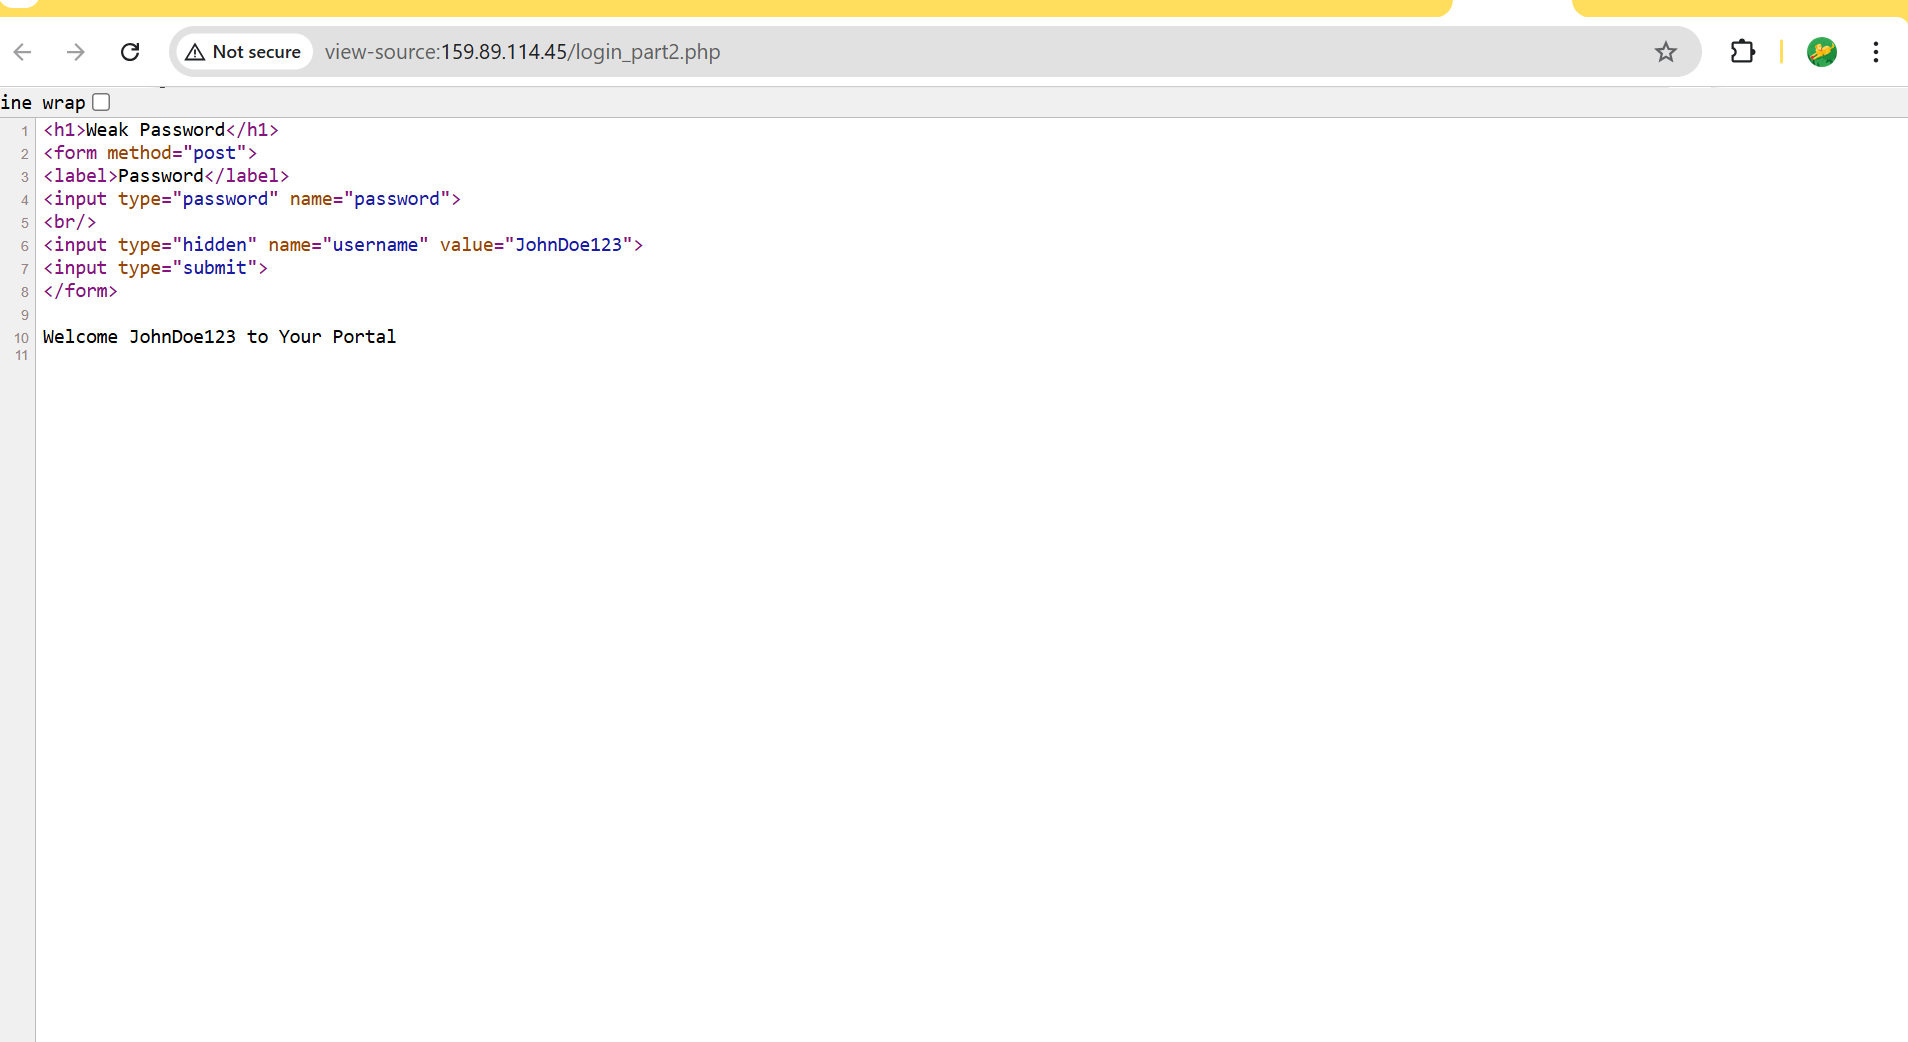 Not secure view-source:159.89.114.45/login_part2.php
ine wrap
1 <h1>Weak Password</h1>
2 <form method="post">
3 <label>Password</label>
4 <input type="password" name="password">
5 <br/>
6 <input type="hidden" name="username" value="JohnDoe123">
7 <input type="submit">
8 </form>
9
10 Welcome JohnDoe123 to Your Portal
11